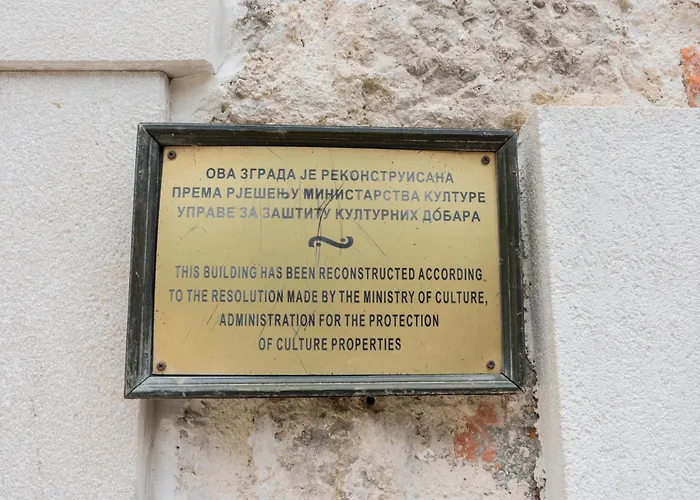 ОВА ЗГРАДА ЈЕ РЕКОНСТРУИСАНА
ПРЕМА РЈЕШЕЊУ МИНИСТАРСТВА КУЛТУРЕ
УПРАВЕ ЗА ЗАШТИТУ КУЛТУРНИХ ДОБАРА
THIS BUILDING HAS BEEN RECONSTRUCTED ACCORDING
TO THE RESOLUTION MADE BY THE MINISTRY OF CULTURE,
ADMINISTRATION FOR THE PROTECTION
OF CULTURE PROPERTIES